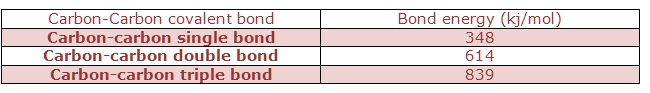 Carbon-Carbon covalent bond Bond energy (kj/mol)
Carbon-carbon single bond 348
Carbon-carbon double bond 614
Carbon-carbon triple bond 839